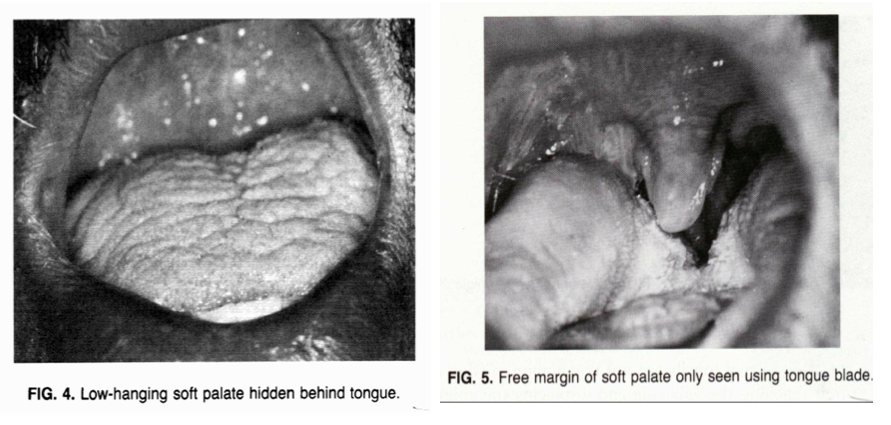 FIG. 4. Low-hanging soft palate hidden behind tongue.
FIG. 5. Free margin of soft palate only seen using tongue blade.